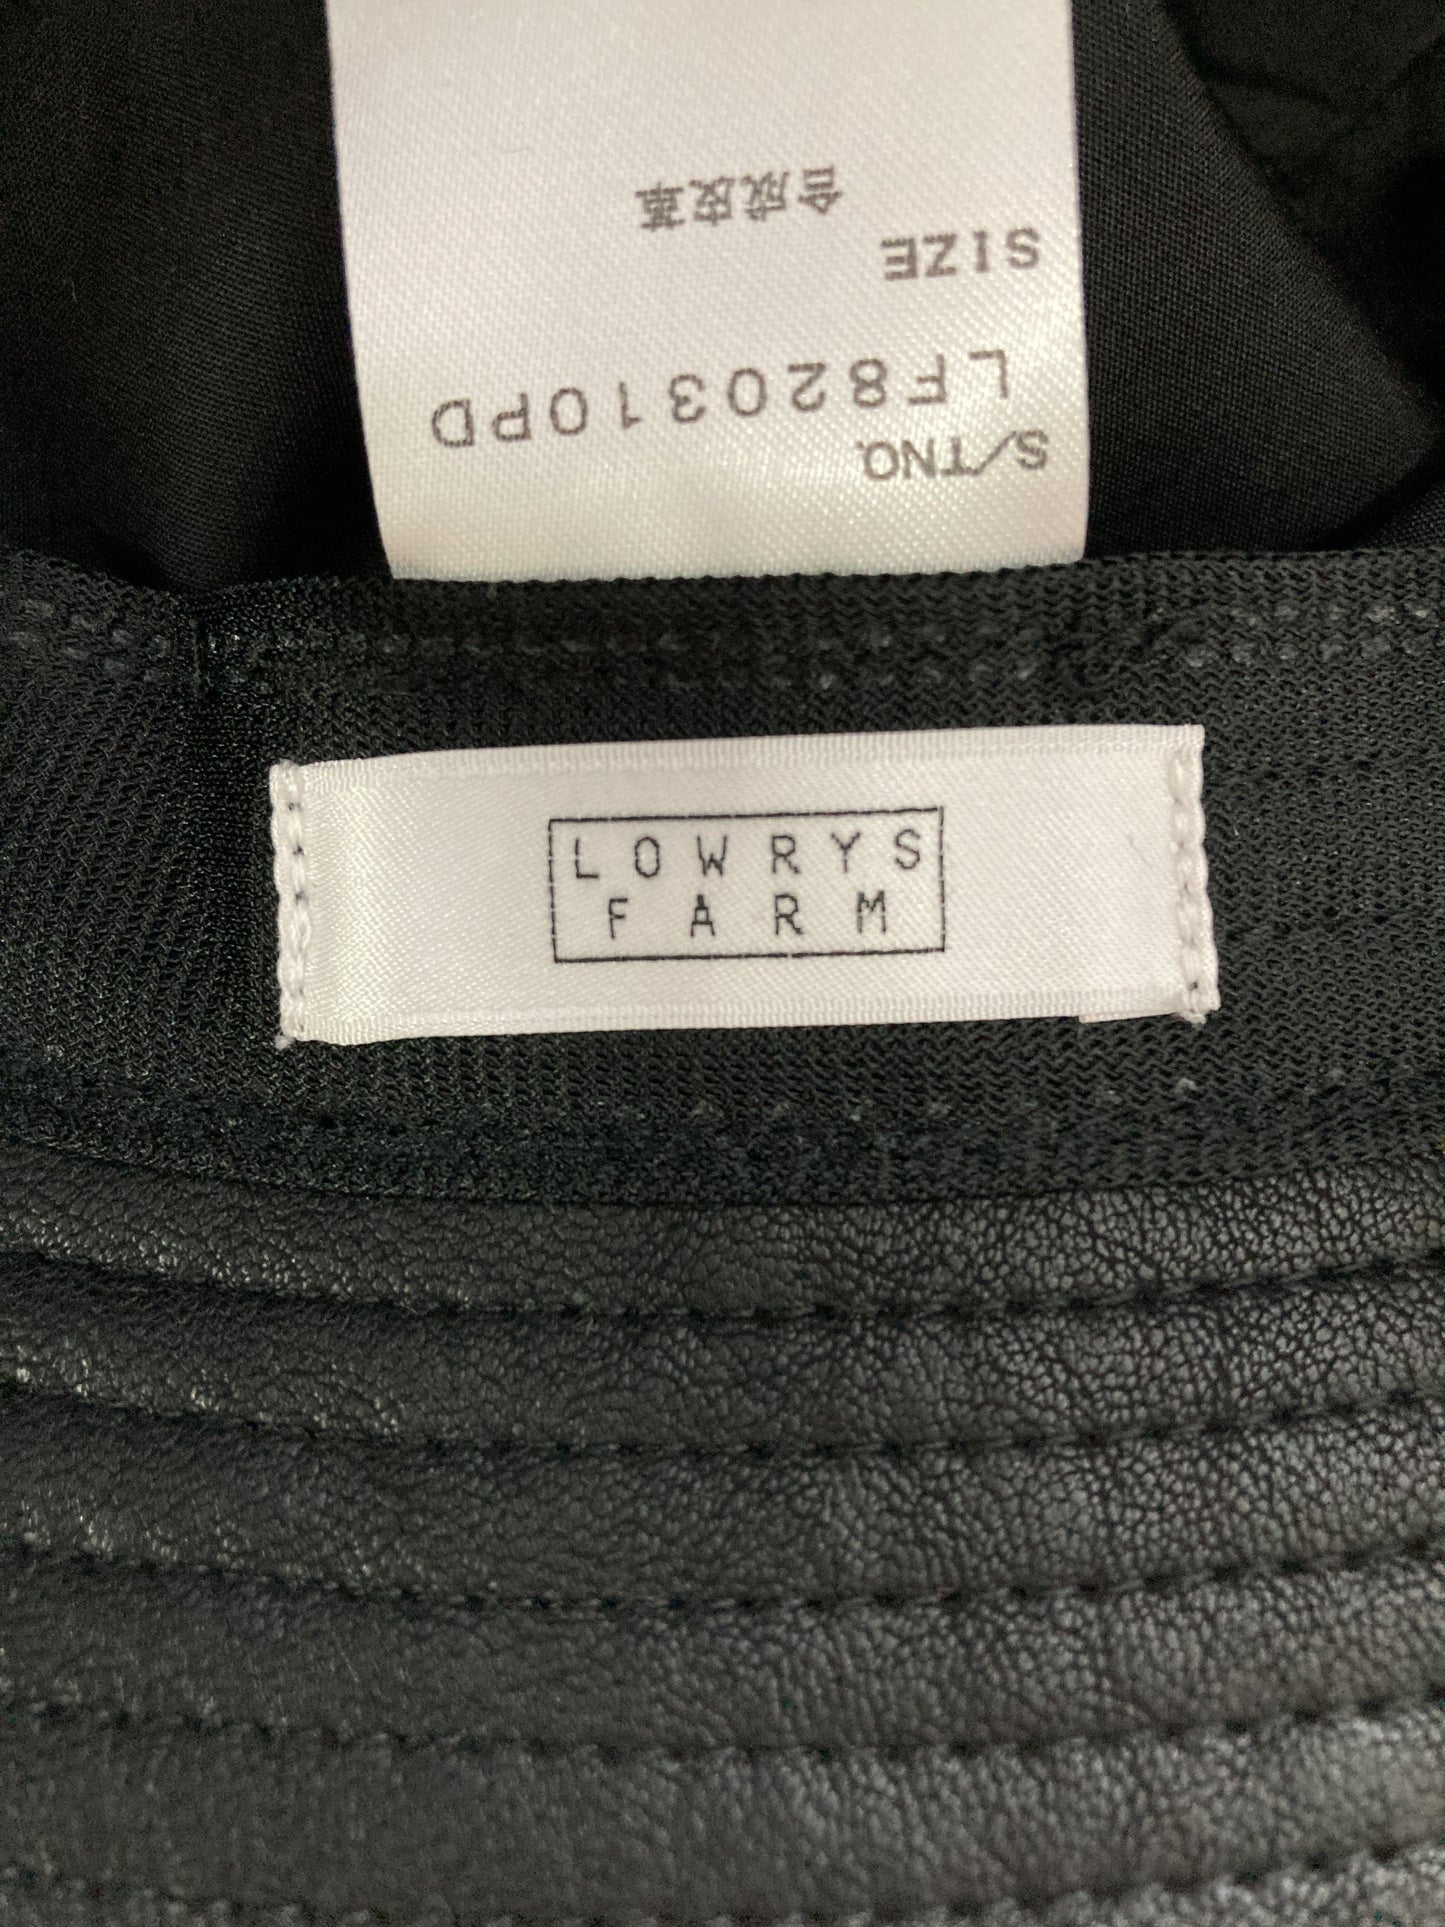 S/TNO.
LF820310PD
SIZE
合成皮革
LOWRYS
FARM